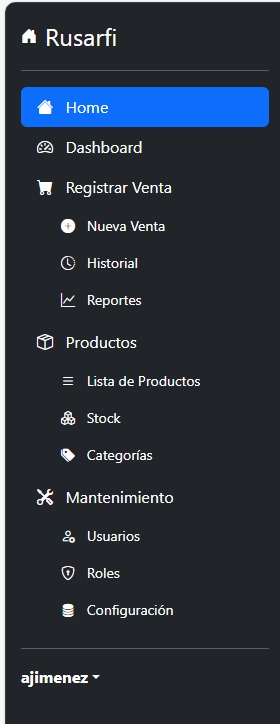 Rusarfi
Home
Dashboard
Registrar Venta
Nueva Venta
Historial
Reportes
Productos
Lista de Productos
Stock
Categorías
Mantenimiento
Usuarios
Roles
Configuración
ajimenez